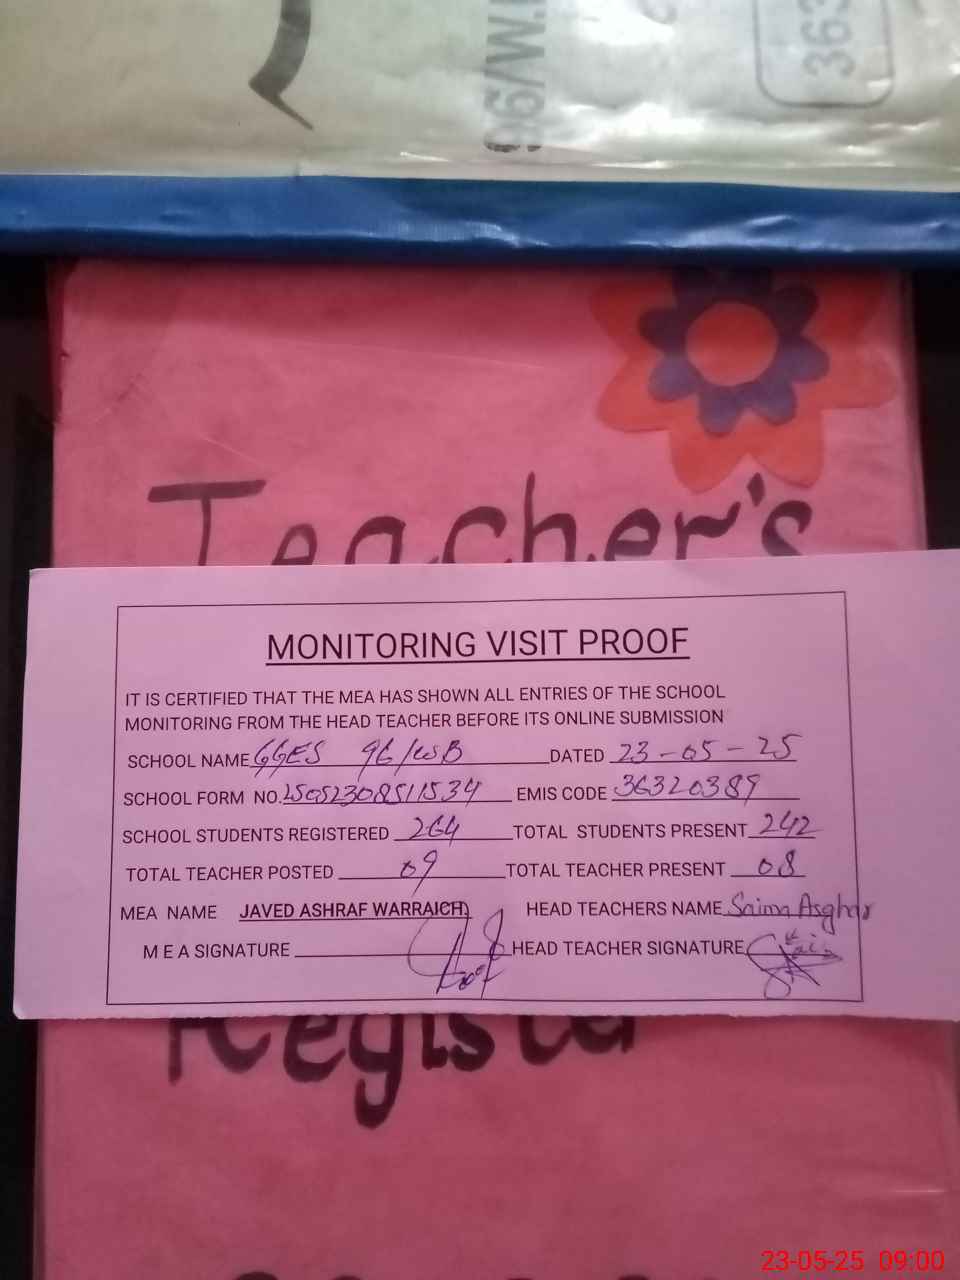 96/W.B
363
Teacher's
MONITORING VISIT PROOF
IT IS CERTIFIED THAT THE MEA HAS SHOWN ALL ENTRIES OF THE SCHOOL
MONITORING FROM THE HEAD TEACHER BEFORE ITS ONLINE SUBMISSION
SCHOOL NAME GGES 96/WB DATED 23-05-25
SCHOOL FORM NO. 25052308511534 EMIS CODE 36320389
SCHOOL STUDENTS REGISTERED 264 TOTAL STUDENTS PRESENT 242
TOTAL TEACHER POSTED 09 TOTAL TEACHER PRESENT 08
MEA NAME JAVED ASHRAF WARRAICH HEAD TEACHERS NAME Saima Asghar
M E A SIGNATURE HEAD TEACHER SIGNATURE
Register
23-05-25 09:00